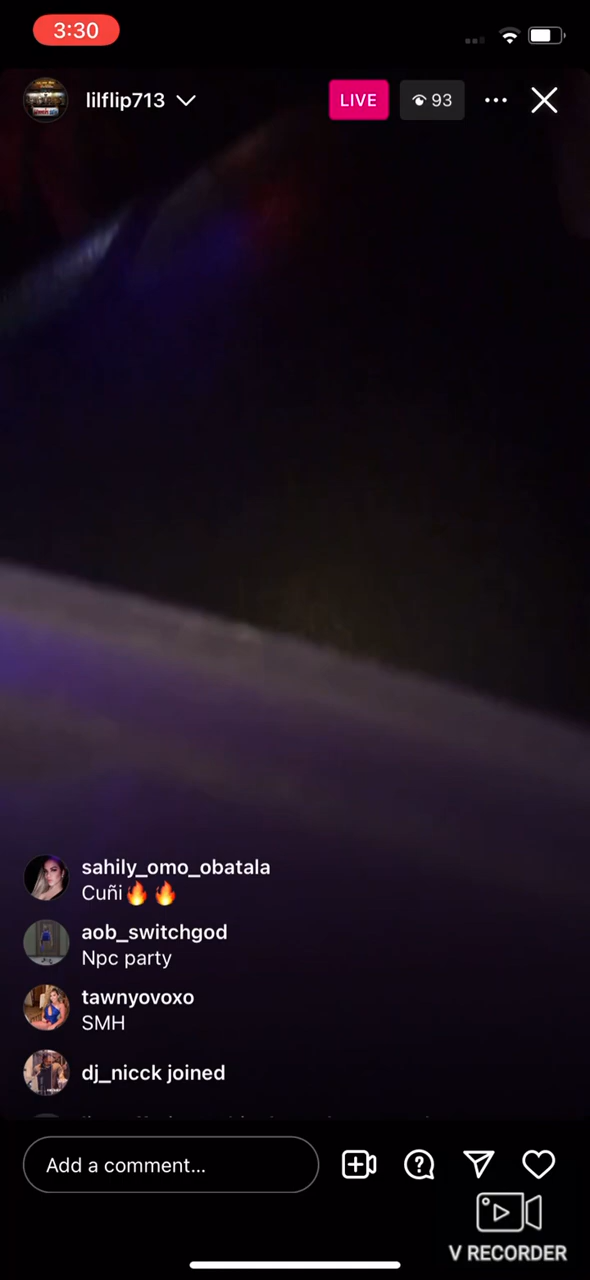 3:30
lilflip713
LIVE
93
sahily_omo_obatala
Cuñi🔥🔥
aob_switchgod
Npc party
tawnyovoxo
SMH
dj_nicck joined
Add a comment...
V RECORDER